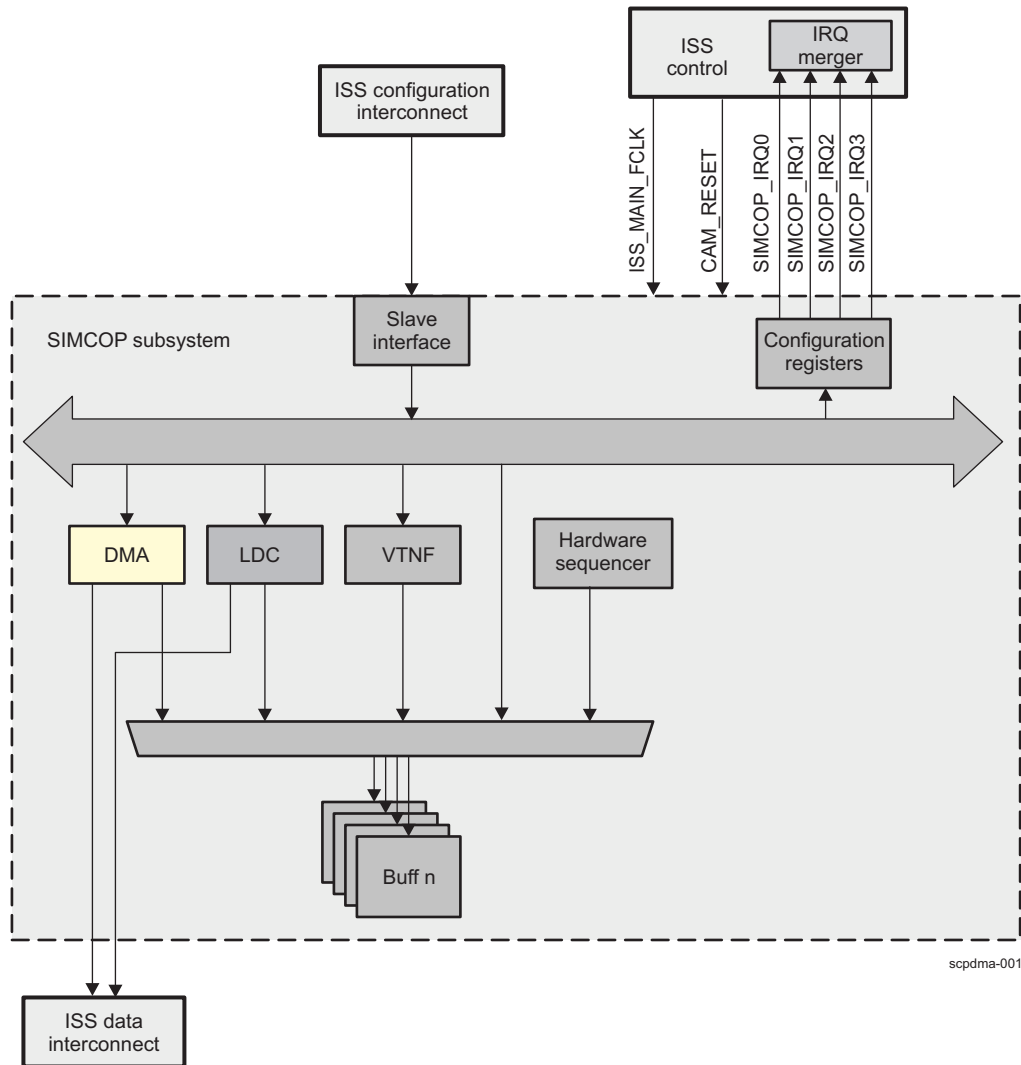 ISS configuration
interconnect
ISS
control
IRQ
merger
ISS_MAIN_FCLK
CAM_RESET
SIMCOP_IRQ0
SIMCOP_IRQ1
SIMCOP_IRQ2
SIMCOP_IRQ3
SIMCOP subsystem
Slave
interface
Configuration
registers
DMA
LDC
VTNF
Hardware
sequencer
Buff n
scpdma-001
ISS data
interconnect